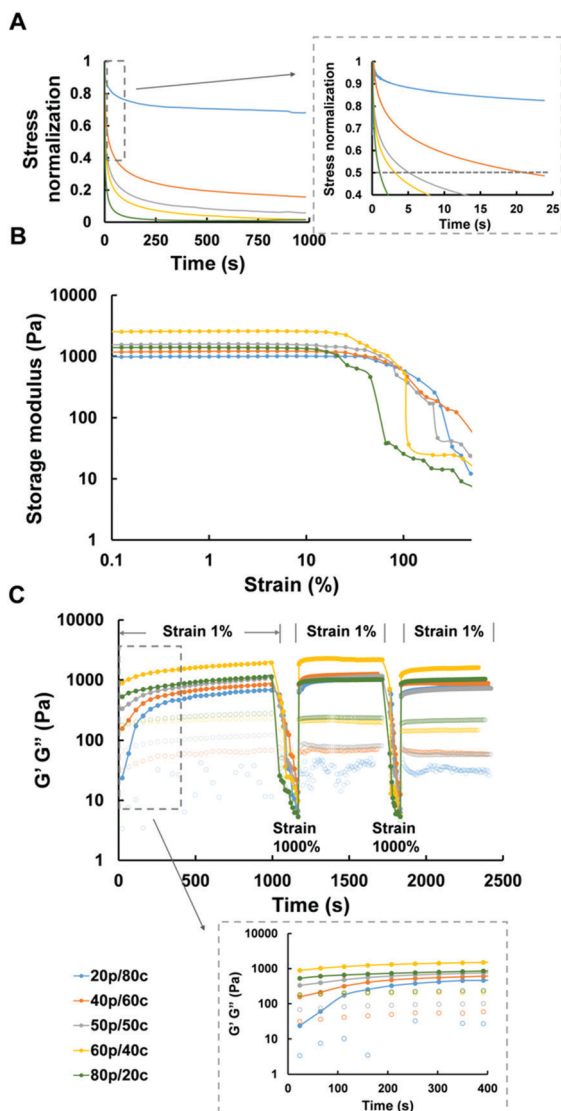 A
Stress
normalization
1
0.8
0.6
0.4
0.2
0
0 250 500 750 1000
Time (s)
Stress normalization
1
0.9
0.8
0.7
0.6
0.5
0.4
0 5 10 15 20 25
Time (s)
B
Storage modulus (Pa)
10000
1000
100
10
1
0.1 1 10 100
Strain (%)
C
Strain 1% Strain 1% Strain 1%
G’ G” (Pa)
10000
1000
100
10
1
Strain
1000%
Strain
1000%
0 500 1000 1500 2000 2500
Time (s)
20p/80c
40p/60c
50p/50c
60p/40c
80p/20c
G’ G” (Pa)
10000
1000
100
10
1
0 100 200 300 400
Time (s)